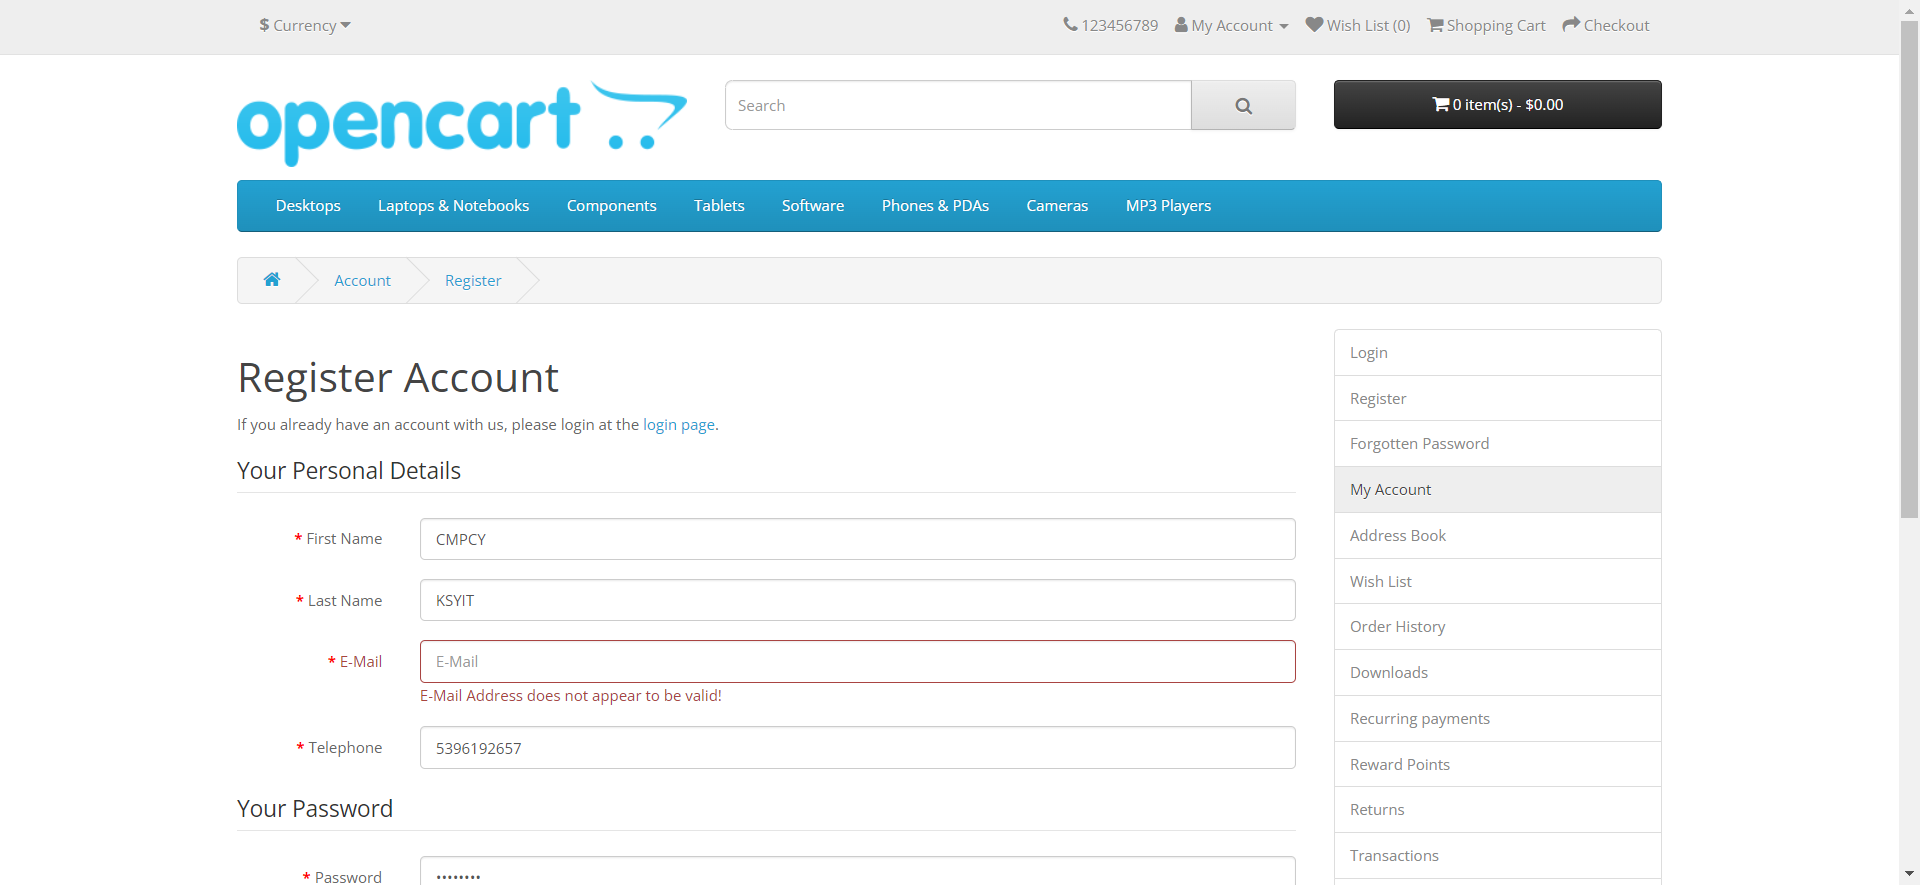 $ Currency
123456789 My Account Wish List (0) Shopping Cart Checkout
opencart
Search
0 item(s) - $0.00
Desktops Laptops & Notebooks Components Tablets Software Phones & PDAs Cameras MP3 Players
Account Register
Register Account
If you already have an account with us, please login at the login page.
Your Personal Details
* First Name CMPCY
* Last Name KSYIT
* E-Mail E-Mail
E-Mail Address does not appear to be valid!
* Telephone 5396192657
Your Password
* Password ••••••••
Login
Register
Forgotten Password
My Account
Address Book
Wish List
Order History
Downloads
Recurring payments
Reward Points
Returns
Transactions